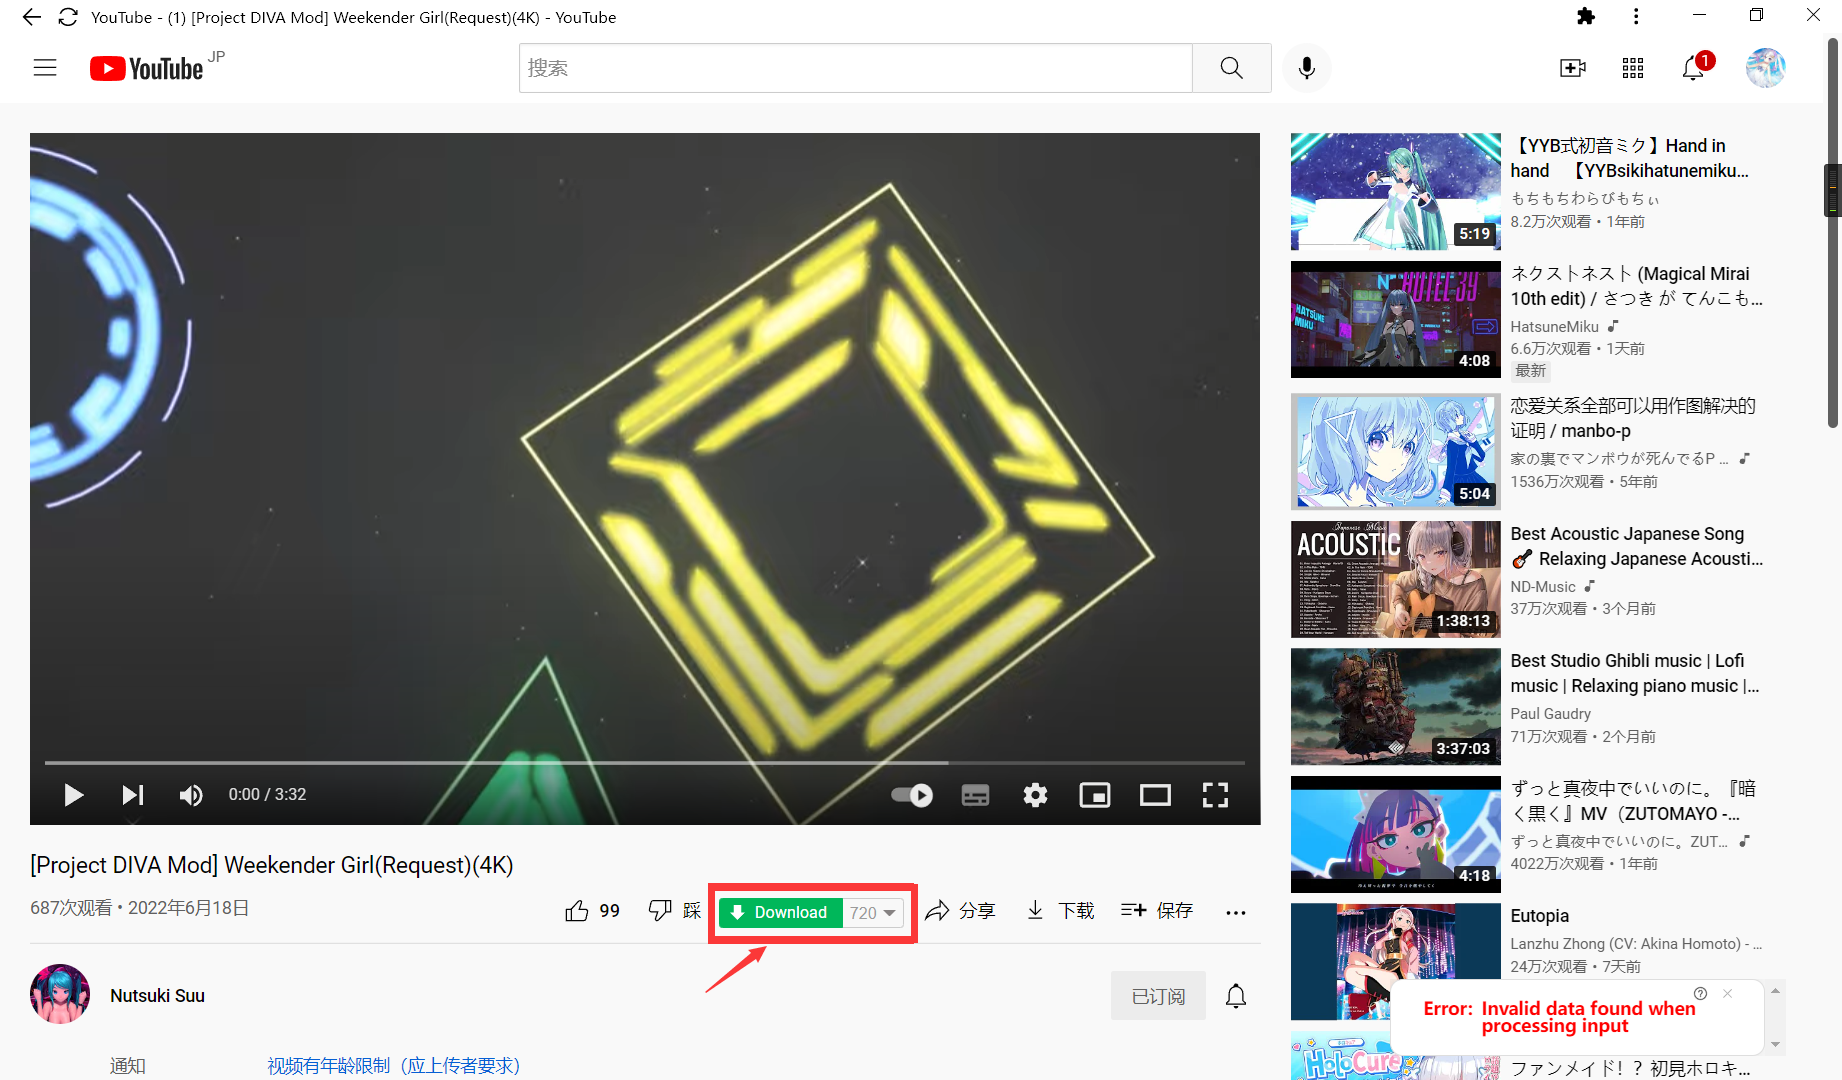 YouTube - (1) [Project DIVA Mod] Weekender Girl(Request)(4K) - YouTube
YouTube JP
搜索
1
【YYB式初音ミク】Hand in
hand 【YYBsikihatunemiku...
もちもちわらびもちぃ
8.2万次观看 • 1年前
5:19
HOTEL 39
HATSUNE
MIKU
ネクストネスト (Magical Mirai
10th edit) / さつき が てんこも...
HatsuneMiku
6.6万次观看 • 1天前
最新
4:08
恋爱关系全部可以用作图解决的
证明 / manbo-p
家の裏でマンボウが死んでるP ...
1536万次观看 • 5年前
5:04
Japanese Music
ACOUSTIC
Best Acoustic Japanese Song
🎸 Relaxing Japanese Acousti...
ND-Music
37万次观看 • 3个月前
1:38:13
Best Studio Ghibli music | Lofi
music | Relaxing piano music |...
Paul Gaudry
71万次观看 • 2个月前
3:37:03
ずっと真夜中でいいのに。『暗
く黒く』MV（ZUTOMAYO -...
ずっと真夜中でいいのに。ZUT...
4022万次观看 • 1年前
4:18
Eutopia
Lanzhu Zhong (CV: Akina Homoto) - ...
24万次观看 • 7天前
Error: Invalid data found when
processing input
HoloCure
ファンメイド！？初見ホロキ...
0:00 / 3:32
[Project DIVA Mod] Weekender Girl(Request)(4K)
687次观看 • 2022年6月18日
99
踩
Download 720
分享
下载
保存
Nutsuki Suu
已订阅
通知
视频有年龄限制（应上传者要求）